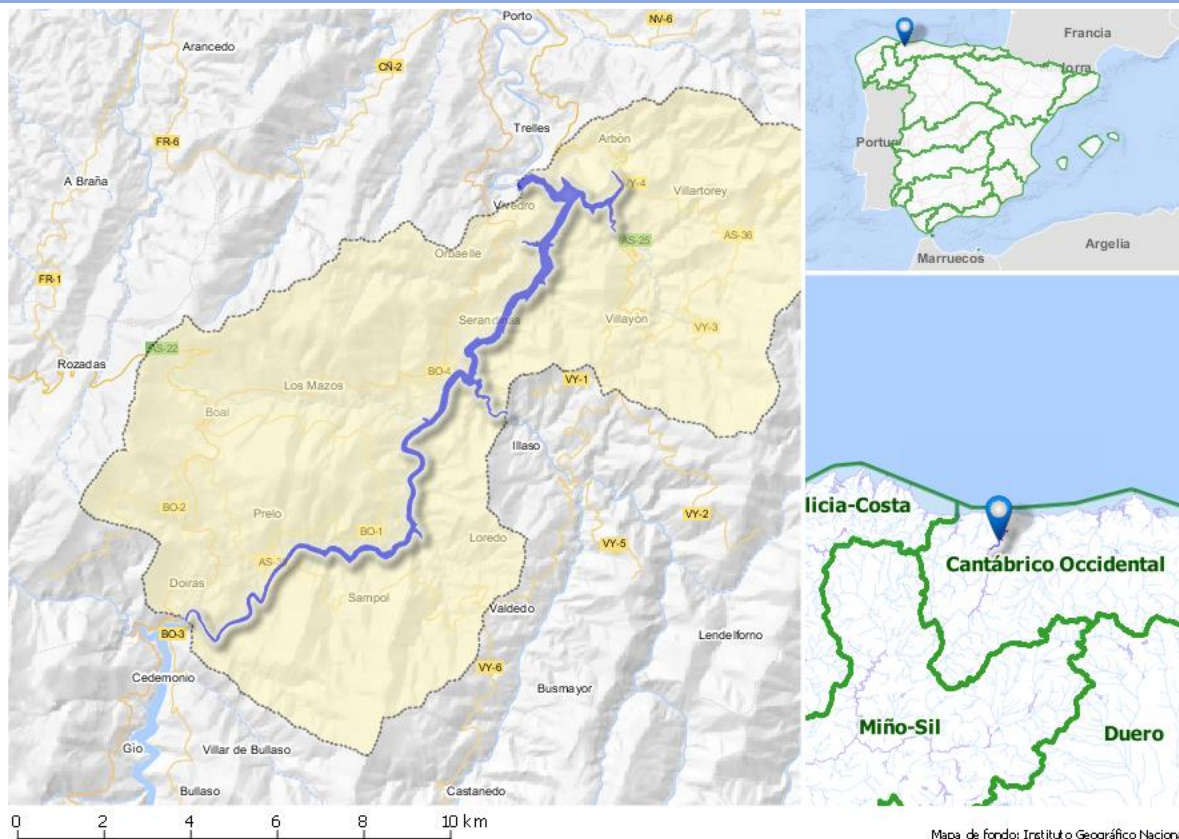 Porto
NV-6
Arancedo
CÑ-2
FR-6
Trelles
Arbón
A Braña
VY-4
Villartorey
Vivedro
AS-36
AS-25
Orbaelle
FR-1
Serandinas
Villayón
VY-3
AS-22
Rozadas
BO-4
VY-1
Los Mazos
Boal
Illaso
BO-2
Prelo
BO-1
VY-2
Loredo
VY-5
Doiras
Sampol
Valdedo
BO-3
Lendelforno
Cedemonio
VY-6
Busmayor
Gio
Villar de Bullaso
Bullaso
Castanedo
0 2 4 6 8 10 km
Francia
Argelia
Marruecos
licia-Costa
Cantábrico Occidental
Miño-Sil
Duero
Mapa de fondo: Instituto Geográfico Naciona